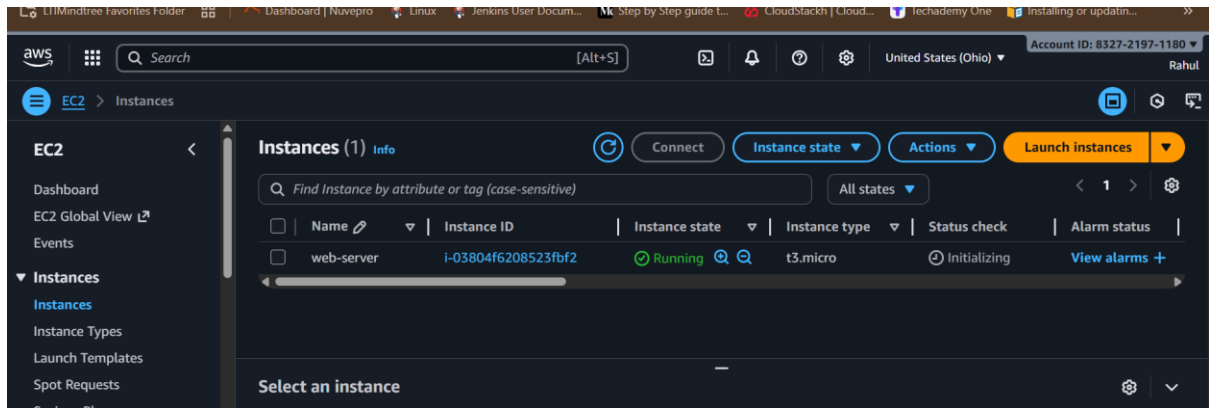 LTIMindtree Favorites Folder Dashboard | Nuvepro Linux Jenkins User Docum... Step by Step guide t... CloudStackh | Cloud... Techademy One Installing or updatin...
aws Search [Alt+S] United States (Ohio) Account ID: 8327-2197-1180
Rahul
EC2 > Instances
EC2
Dashboard
EC2 Global View
Events
Instances
Instances
Instance Types
Launch Templates
Spot Requests
Instances (1) Info Connect Instance state Actions Launch instances
Find Instance by attribute or tag (case-sensitive) All states 1
Name Instance ID Instance state Instance type Status check Alarm status
web-server i-03804f6208523fbf2 Running t3.micro Initializing View alarms +
Select an instance